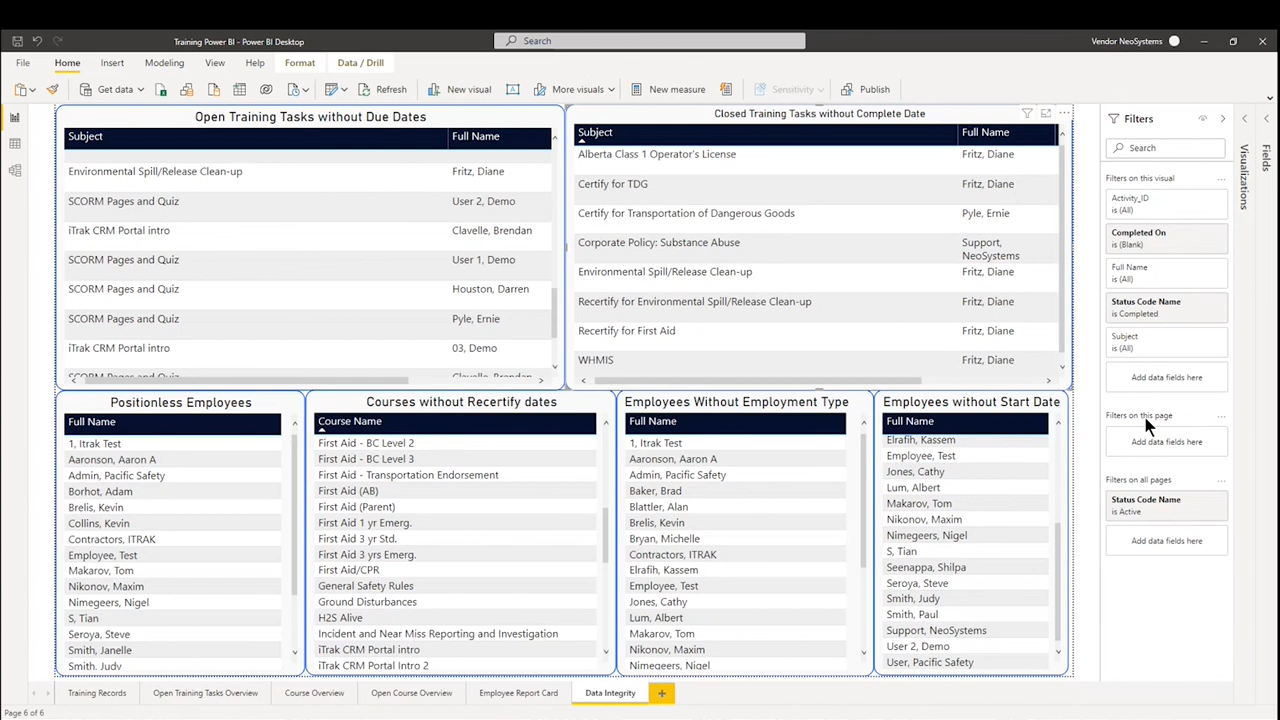 Training Power BI - Power BI Desktop
Search
Vendor NeoSystems
File
Home
Insert
Modeling
View
Help
Format
Data / Drill
Get data
Refresh
New visual
More visuals
New measure
Sensitivity
Publish
Open Training Tasks without Due Dates
Subject Full Name
Environmental Spill/Release Clean-up Fritz, Diane
SCORM Pages and Quiz User 2, Demo
iTrak CRM Portal intro Clavelle, Brendan
SCORM Pages and Quiz User 1, Demo
SCORM Pages and Quiz Houston, Darren
SCORM Pages and Quiz Pyle, Ernie
iTrak CRM Portal intro 03, Demo
SCORM Pages and Quiz Clavelle, Brendan
Closed Training Tasks without Complete Date
Subject Full Name
Alberta Class 1 Operator's License Fritz, Diane
Certify for TDG Fritz, Diane
Certify for Transportation of Dangerous Goods Pyle, Ernie
Corporate Policy: Substance Abuse Support,
NeoSystems
Environmental Spill/Release Clean-up Fritz, Diane
Recertify for Environmental Spill/Release Clean-up Fritz, Diane
Recertify for First Aid Fritz, Diane
WHMIS Fritz, Diane
Positionless Employees
Full Name
1, Itrak Test
Aaronson, Aaron A
Admin, Pacific Safety
Borhot, Adam
Brelis, Kevin
Collins, Kevin
Contractors, ITRAK
Employee, Test
Makarov, Tom
Nikonov, Maxim
Nimegeers, Nigel
S, Tian
Seroya, Steve
Smith, Janelle
Smith, Judy
Courses without Recertify dates
Course Name
First Aid - BC Level 2
First Aid - BC Level 3
First Aid - Transportation Endorsement
First Aid (AB)
First Aid (Parent)
First Aid 1 yr Emerg.
First Aid 3 yr Std.
First Aid 3 yrs Emerg.
First Aid/CPR
General Safety Rules
Ground Disturbances
H2S Alive
Incident and Near Miss Reporting and Investigation
iTrak CRM Portal intro
iTrak CRM Portal Intro 2
Employees Without Employment Type
Full Name
1, Itrak Test
Aaronson, Aaron A
Admin, Pacific Safety
Baker, Brad
Blattler, Alan
Brelis, Kevin
Bryan, Michelle
Contractors, ITRAK
Elrafih, Kassem
Employee, Test
Jones, Cathy
Lum, Albert
Makarov, Tom
Nikonov, Maxim
Nimegeers, Nigel
Employees without Start Date
Full Name
Elrafih, Kassem
Employee, Test
Jones, Cathy
Lum, Albert
Makarov, Tom
Nikonov, Maxim
Nimegeers, Nigel
S, Tian
Seenappa, Shilpa
Seroya, Steve
Smith, Judy
Smith, Paul
Support, NeoSystems
User 2, Demo
User, Pacific Safety
Filters
Search
Filters on this visual
Activity_ID
is (All)
Completed On
is (Blank)
Full Name
is (All)
Status Code Name
is Completed
Subject
is (All)
Add data fields here
Filters on this page
Add data fields here
Filters on all pages
Status Code Name
is Active
Add data fields here
Visualizations
Fields
Training Records
Open Training Tasks Overview
Course Overview
Open Course Overview
Employee Report Card
Data Integrity
Page 6 of 6